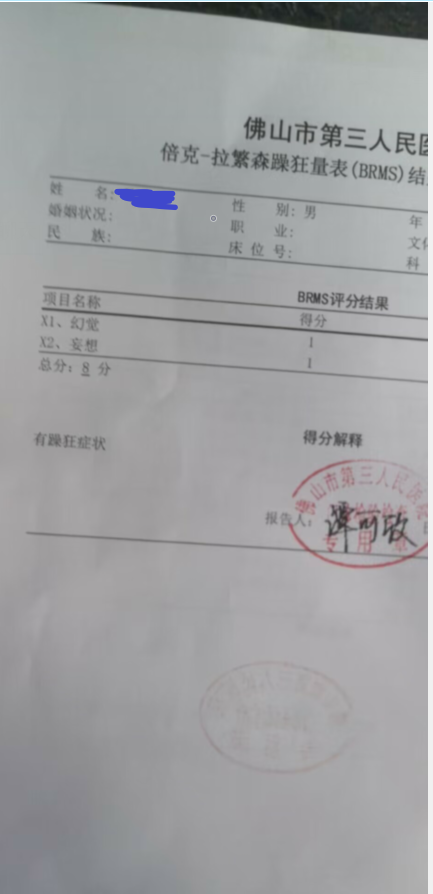 佛山市第三人民医
倍克-拉繁森躁狂量表(BRMS)结
姓 名:
性 别: 男
年
婚姻状况:
职 业:
文化
民 族:
床 位 号:
科
BRMS评分结果
项目名称 得分
X1、幻觉 1
X2、妄想 1
总分: 8 分
得分解释
有躁狂症状
佛山市第三人民医院
报告人:
专用章